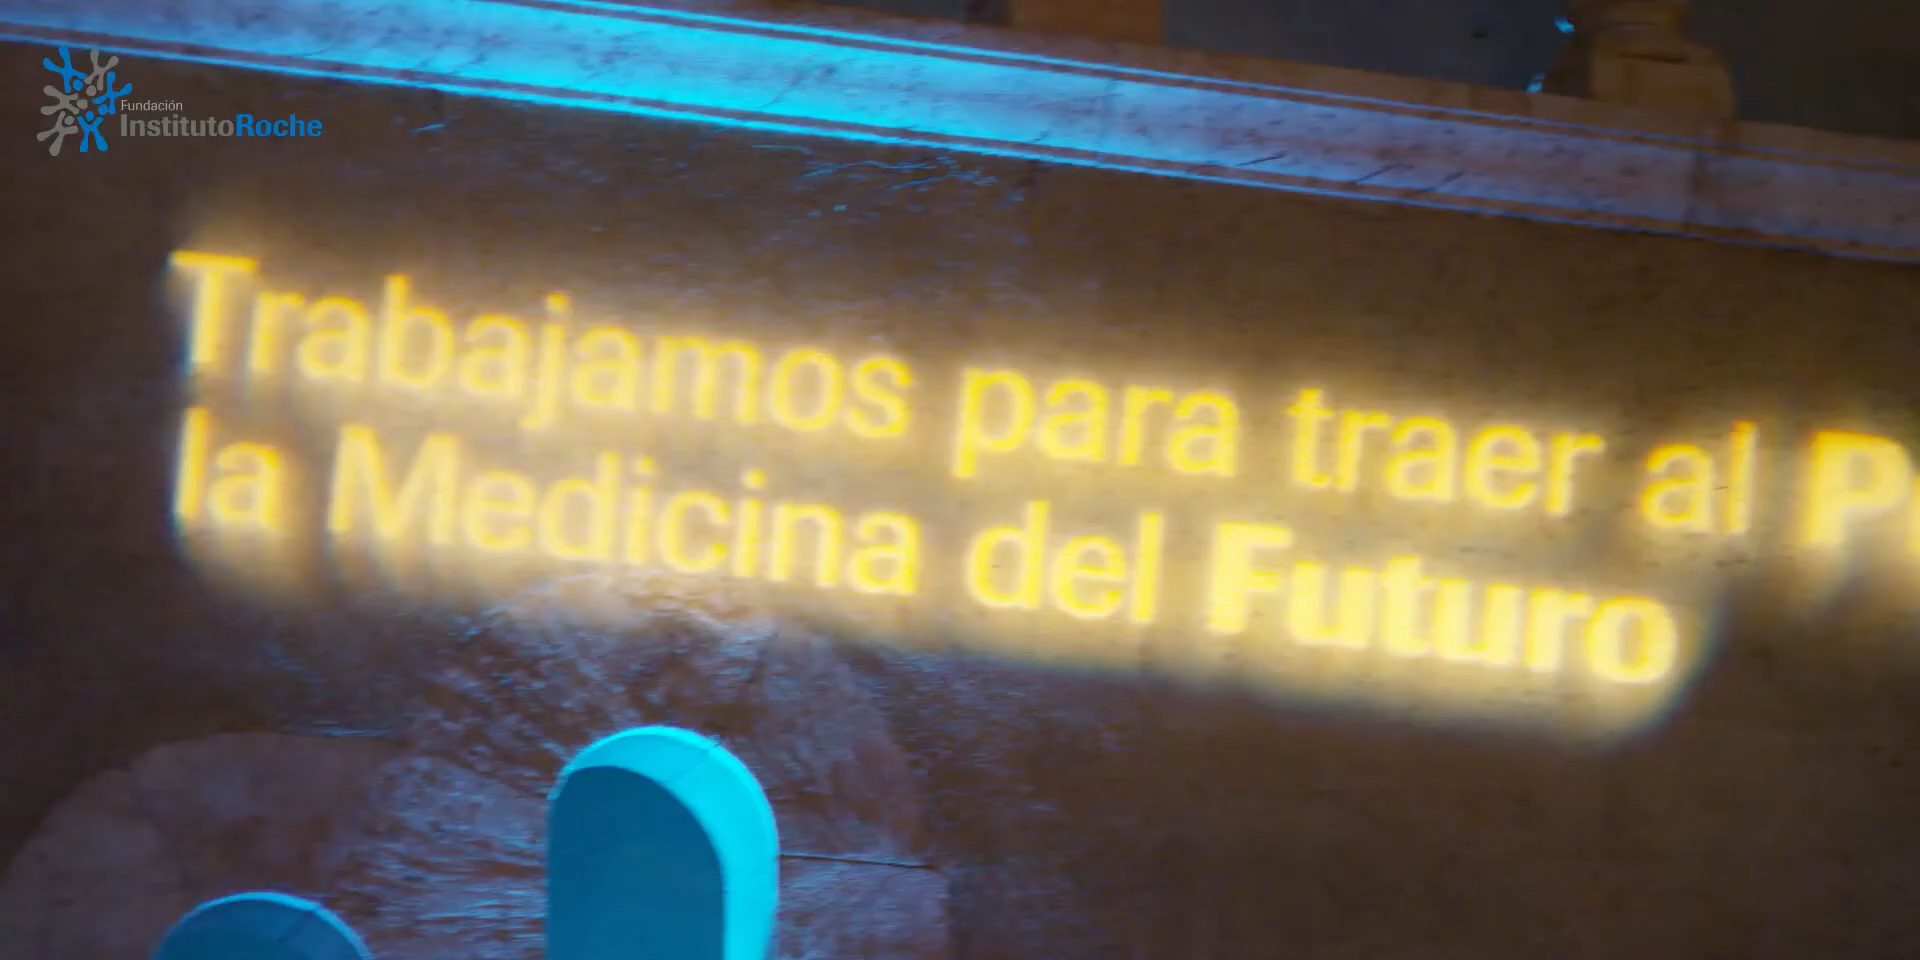 Fundación
InstitutoRoche
Trabajamos para traer al
la Medicina del Futuro